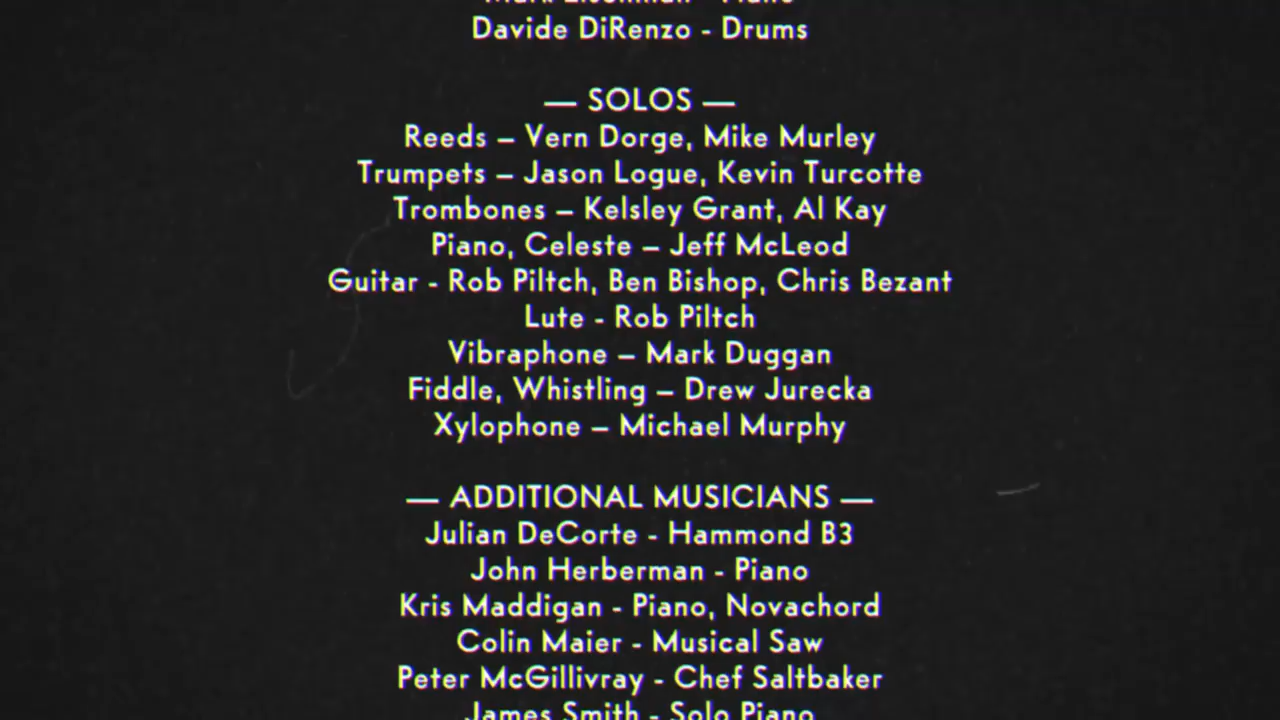 Davide DiRenzo - Drums
— SOLOS —
Reeds – Vern Dorge, Mike Murley
Trumpets – Jason Logue, Kevin Turcotte
Trombones – Kelsley Grant, Al Kay
Piano, Celeste – Jeff McLeod
Guitar - Rob Piltch, Ben Bishop, Chris Bezant
Lute - Rob Piltch
Vibraphone – Mark Duggan
Fiddle, Whistling – Drew Jurecka
Xylophone – Michael Murphy
— ADDITIONAL MUSICIANS —
Julian DeCorte - Hammond B3
John Herberman - Piano
Kris Maddigan - Piano, Novachord
Colin Maier - Musical Saw
Peter McGillivray - Chef Saltbaker
James Smith - Solo Piano